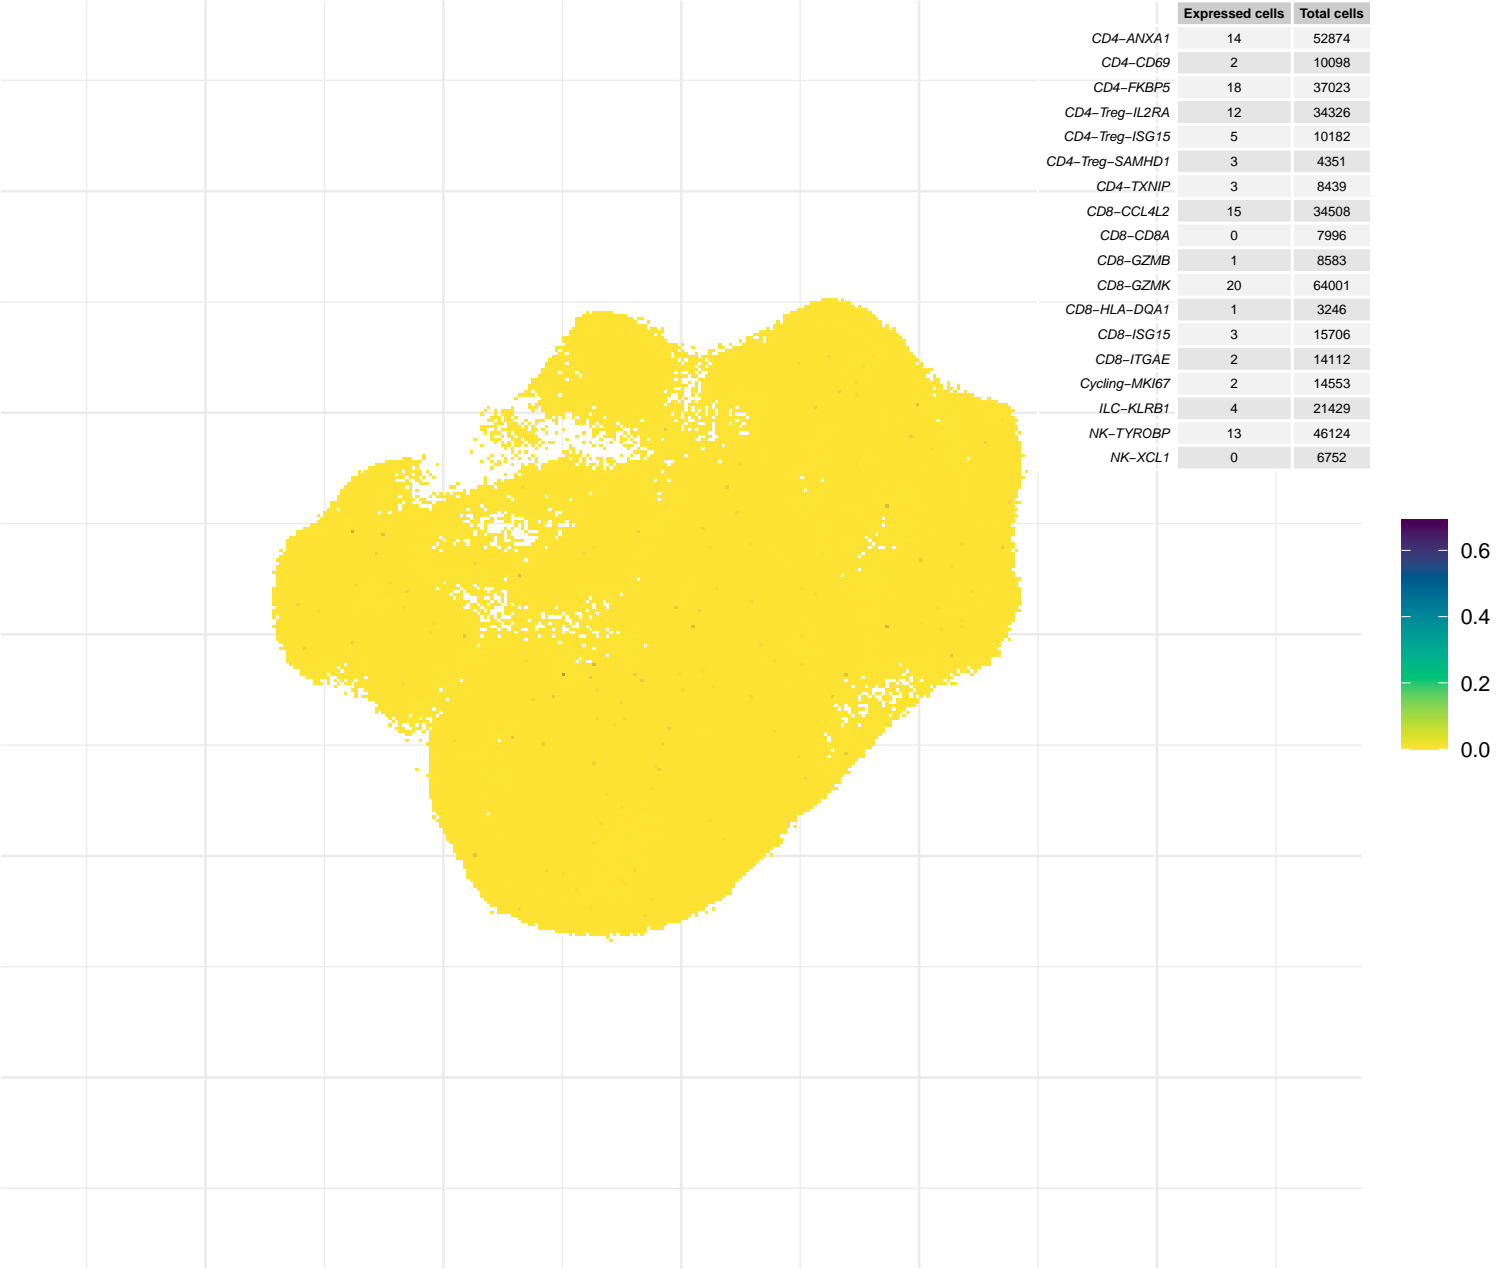 Expressed cells Total cells
CD4−ANXA1 14 52874
CD4−CD69 2 10098
CD4−FKBP5 18 37023
CD4−Treg−IL2RA 12 34326
CD4−Treg−ISG15 5 10182
CD4−Treg−SAMHD1 3 4351
CD4−TXNIP 3 8439
CD8−CCL4L2 15 34508
CD8−CD8A 0 7996
CD8−GZMB 1 8583
CD8−GZMK 20 64001
CD8−HLA−DQA1 1 3246
CD8−ISG15 3 15706
CD8−ITGAE 2 14112
Cycling−MKI67 2 14553
ILC−KLRB1 4 21429
NK−TYROBP 13 46124
NK−XCL1 0 6752
0.6
0.4
0.2
0.0